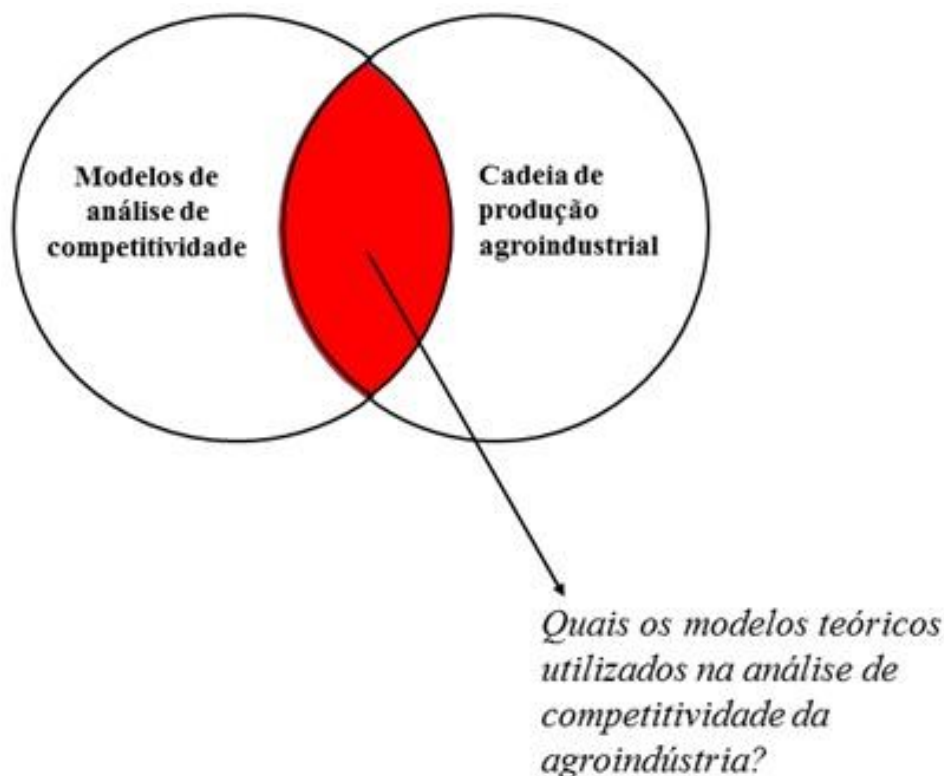 Modelos de
análise de
competitividade
Cadeia de
produção
agroindustrial
Quais os modelos teóricos
utilizados na análise de
competitividade da
agroindústria?